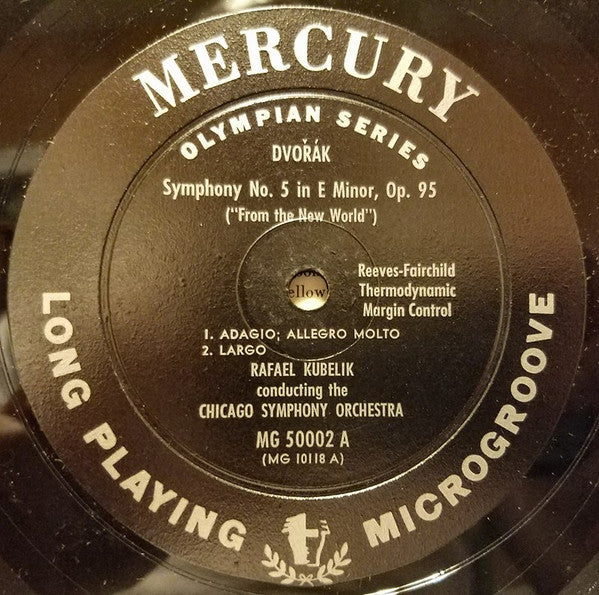 MERCURY
OLYMPIAN SERIES
DVOŘÁK
Symphony No. 5 in E Minor, Op. 95
("From the New World")
Reeves-Fairchild
Thermodynamic
Margin Control
ellow
1. ADAGIO; ALLEGRO MOLTO
2. LARGO
RAFAEL KUBELIK
conducting the
CHICAGO SYMPHONY ORCHESTRA
MG 50002 A
(MG 10118 A)
LONG PLAYING MICROGROOVE